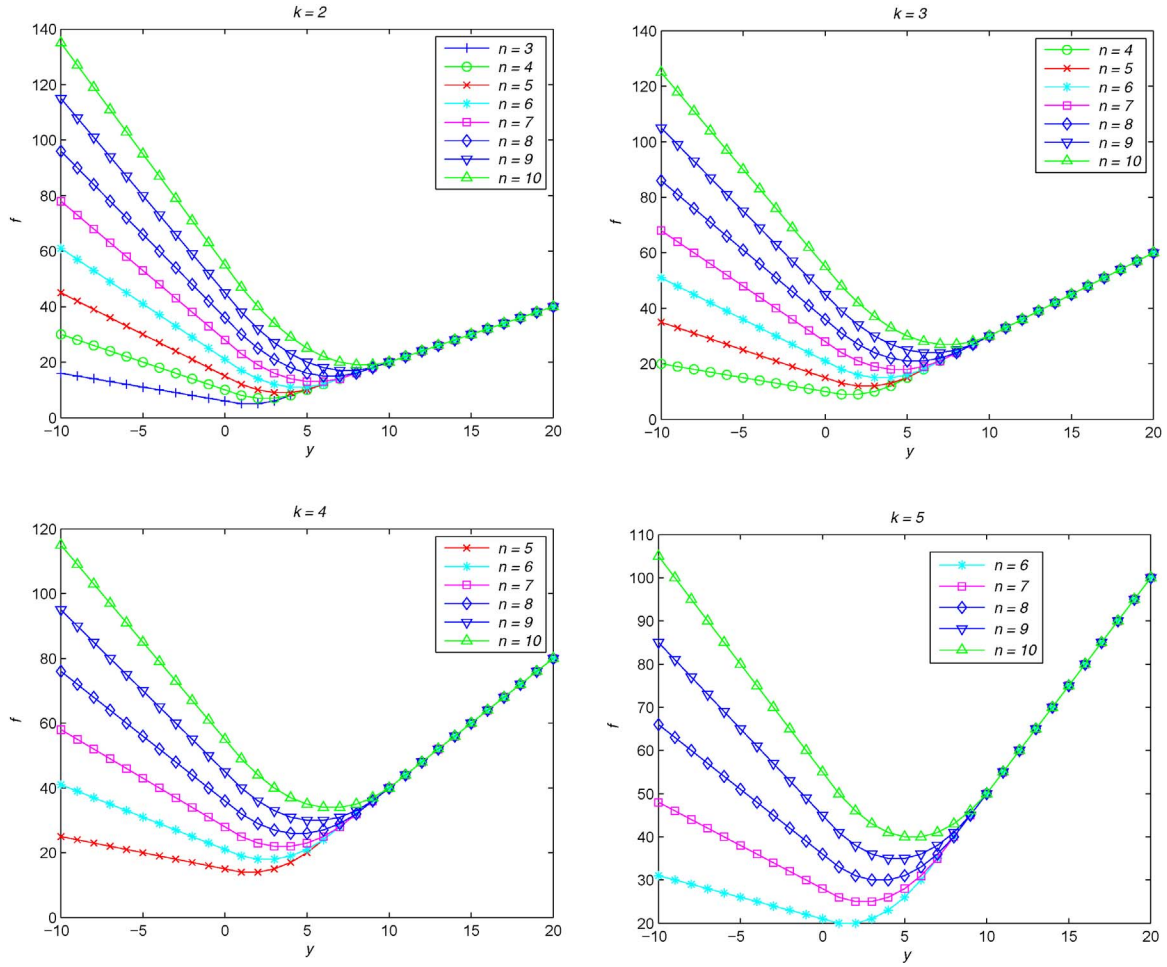 k = 2
140
120
100
80
60
40
20
0
f
−10
−5
0
5
10
15
20
y
n = 3
n = 4
n = 5
n = 6
n = 7
n = 8
n = 9
n = 10
k = 3
140
120
100
80
60
40
20
0
f
−10
−5
0
5
10
15
20
y
n = 4
n = 5
n = 6
n = 7
n = 8
n = 9
n = 10
k = 4
120
100
80
60
40
20
0
f
−10
−5
0
5
10
15
20
y
n = 5
n = 6
n = 7
n = 8
n = 9
n = 10
k = 5
110
100
90
80
70
60
50
40
30
20
f
−10
−5
0
5
10
15
20
y
n = 6
n = 7
n = 8
n = 9
n = 10